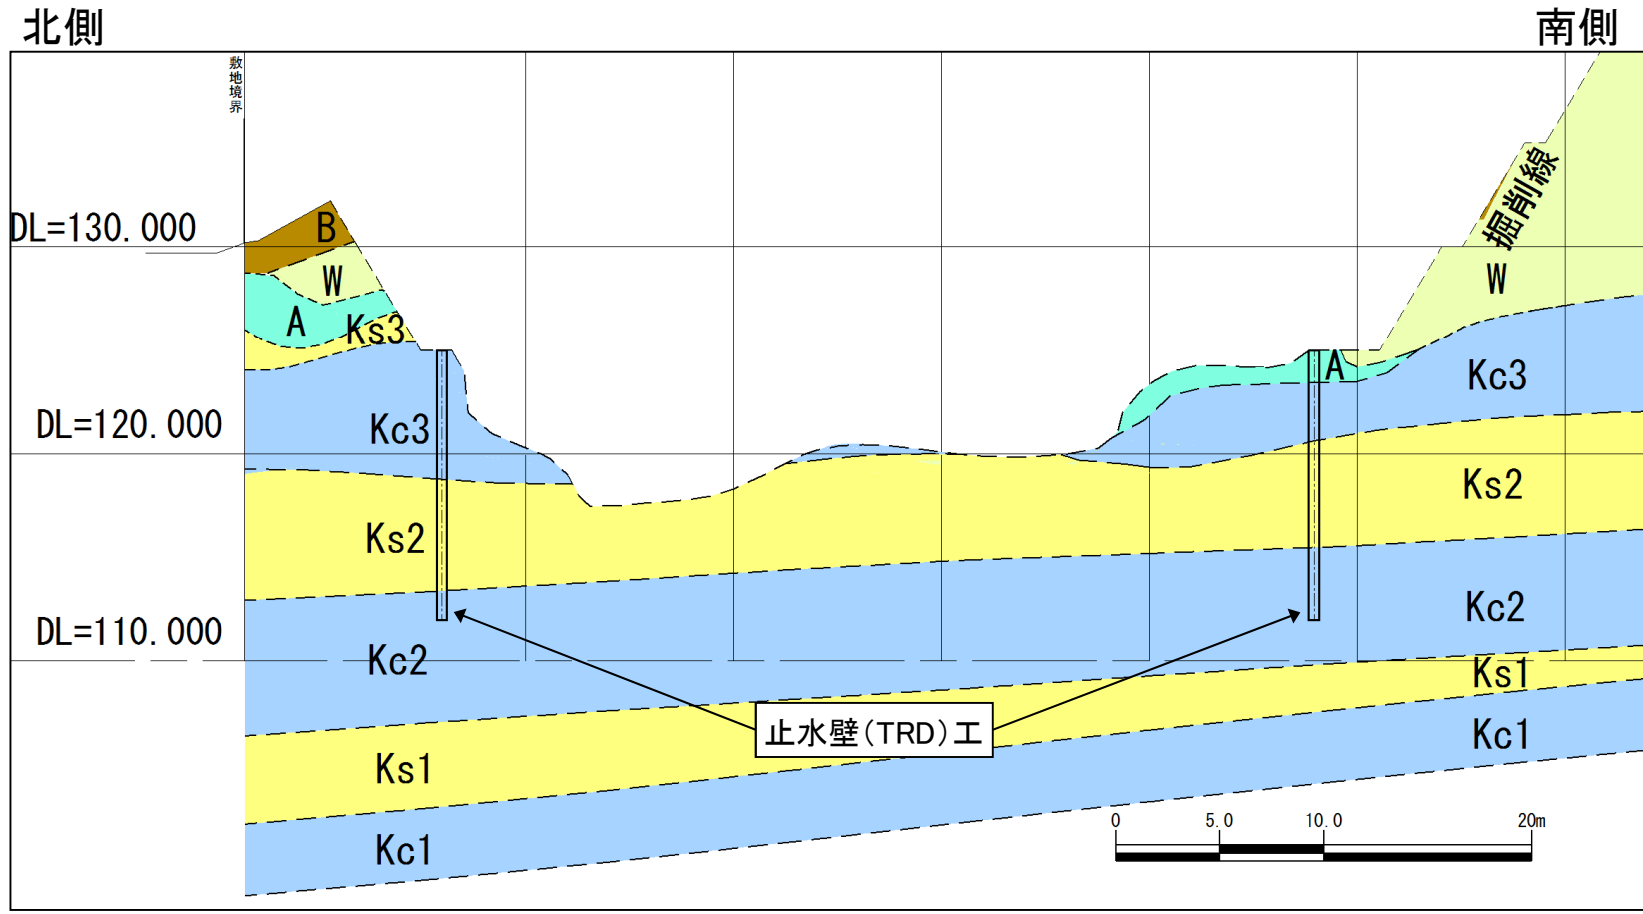 北側
南側
敷地境界
DL=130.000
B
W
A
Ks3
掘削線
W
A
Kc3
Kc3
DL=120.000
Ks2
Ks2
Kc2
DL=110.000
Kc2
Ks1
止水壁(TRD)工
Kc1
Ks1
Kc1
0 5.0 10.0 20m